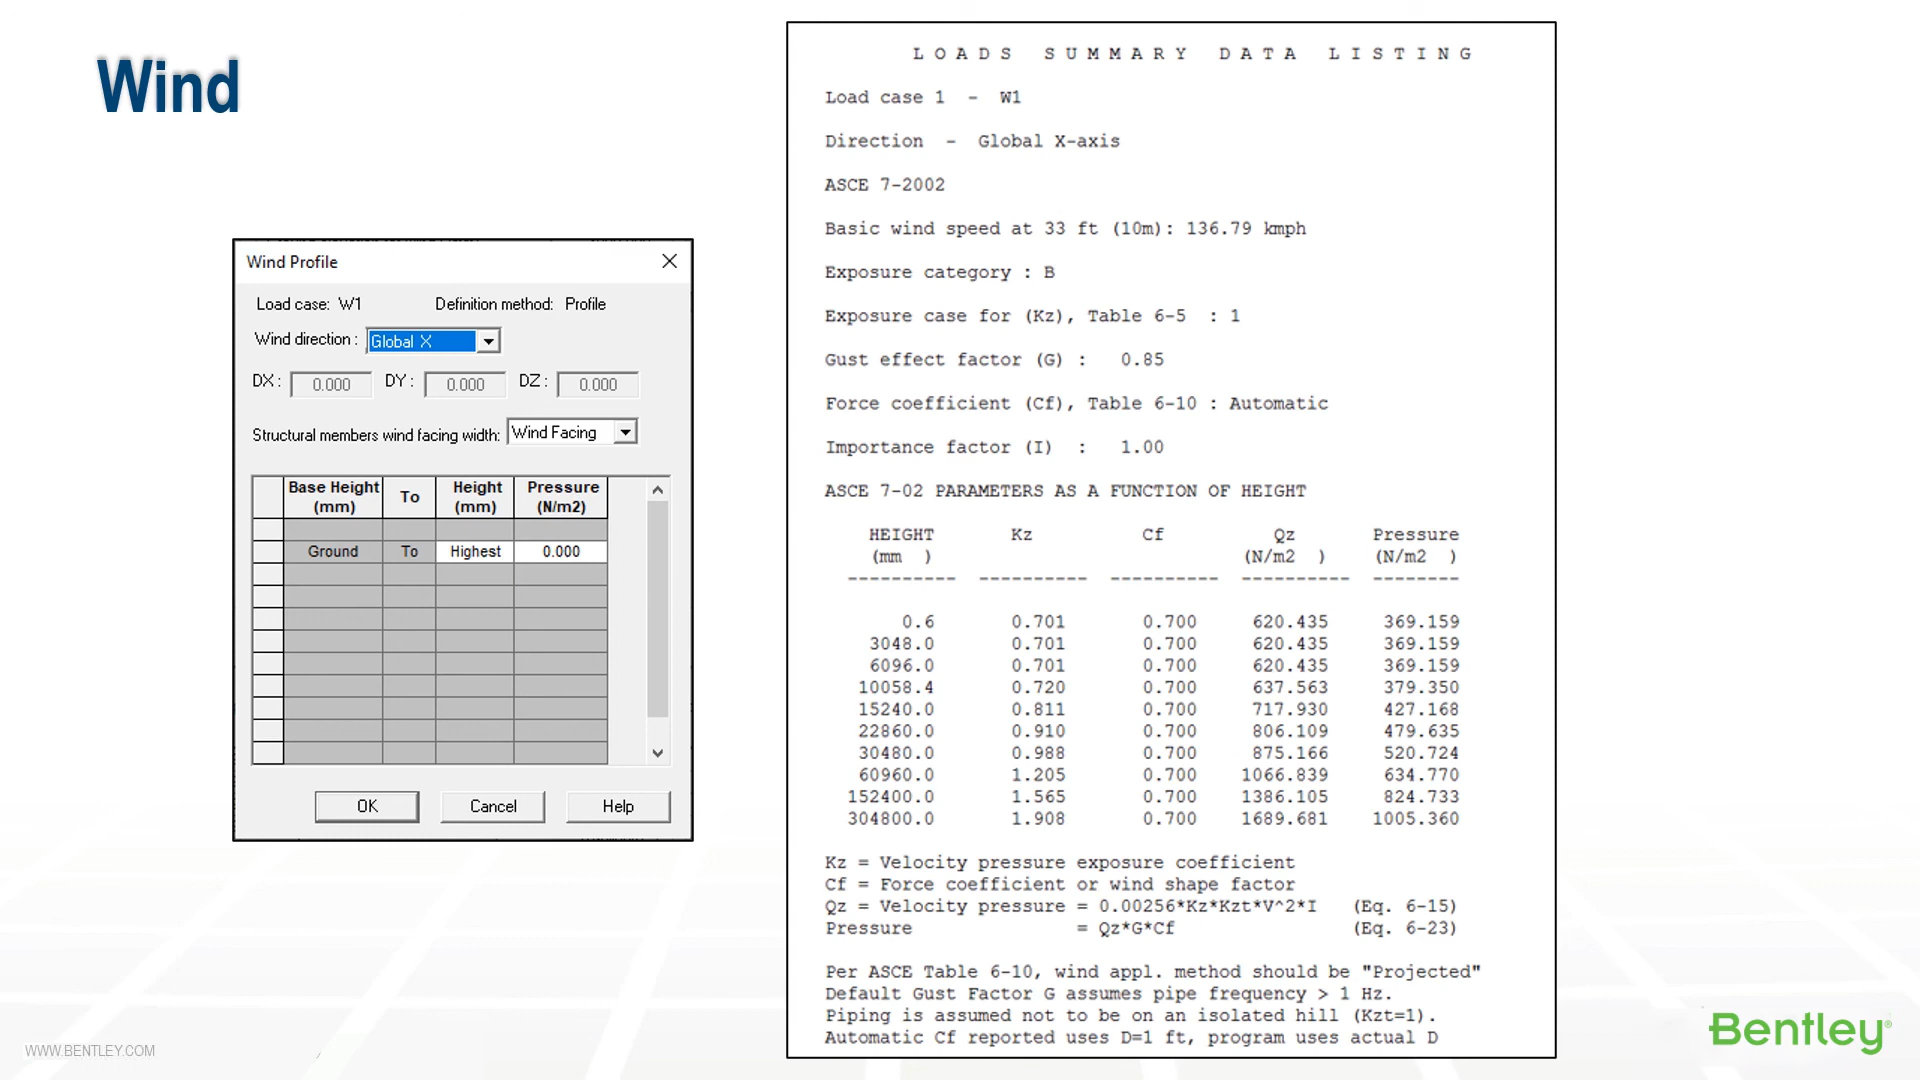 Wind
Wind Profile
Load case: W1 Definition method: Profile
Wind direction : Global X
DX : 0.000 DY : 0.000 DZ : 0.000
Structural members wind facing width: Wind Facing
Base Height (mm) To Height (mm) Pressure (N/m2)
Ground To Highest 0.000
OK Cancel Help
L O A D S   S U M M A R Y   D A T A   L I S T I N G
Load case 1 - W1
Direction - Global X-axis
ASCE 7-2002
Basic wind speed at 33 ft (10m): 136.79 kmph
Exposure category : B
Exposure case for (Kz), Table 6-5 : 1
Gust effect factor (G) : 0.85
Force coefficient (Cf), Table 6-10 : Automatic
Importance factor (I) : 1.00
ASCE 7-02 PARAMETERS AS A FUNCTION OF HEIGHT
HEIGHT Kz Cf Qz Pressure
(mm ) (N/m2 ) (N/m2 )
---------- ---------- ---------- ---------- --------
0.6 0.701 0.700 620.435 369.159
3048.0 0.701 0.700 620.435 369.159
6096.0 0.701 0.700 620.435 369.159
10058.4 0.720 0.700 637.563 379.350
15240.0 0.811 0.700 717.930 427.168
22860.0 0.910 0.700 806.109 479.635
30480.0 0.988 0.700 875.166 520.724
60960.0 1.205 0.700 1066.839 634.770
152400.0 1.565 0.700 1386.105 824.733
304800.0 1.908 0.700 1689.681 1005.360
Kz = Velocity pressure exposure coefficient
Cf = Force coefficient or wind shape factor
Qz = Velocity pressure = 0.00256*Kz*Kzt*V^2*I (Eq. 6-15)
Pressure = Qz*G*Cf (Eq. 6-23)
Per ASCE Table 6-10, wind appl. method should be "Projected"
Default Gust Factor G assumes pipe frequency > 1 Hz.
Piping is assumed not to be on an isolated hill (Kzt=1).
Automatic Cf reported uses D=1 ft, program uses actual D
WWW.BENTLEY.COM
Bentley®